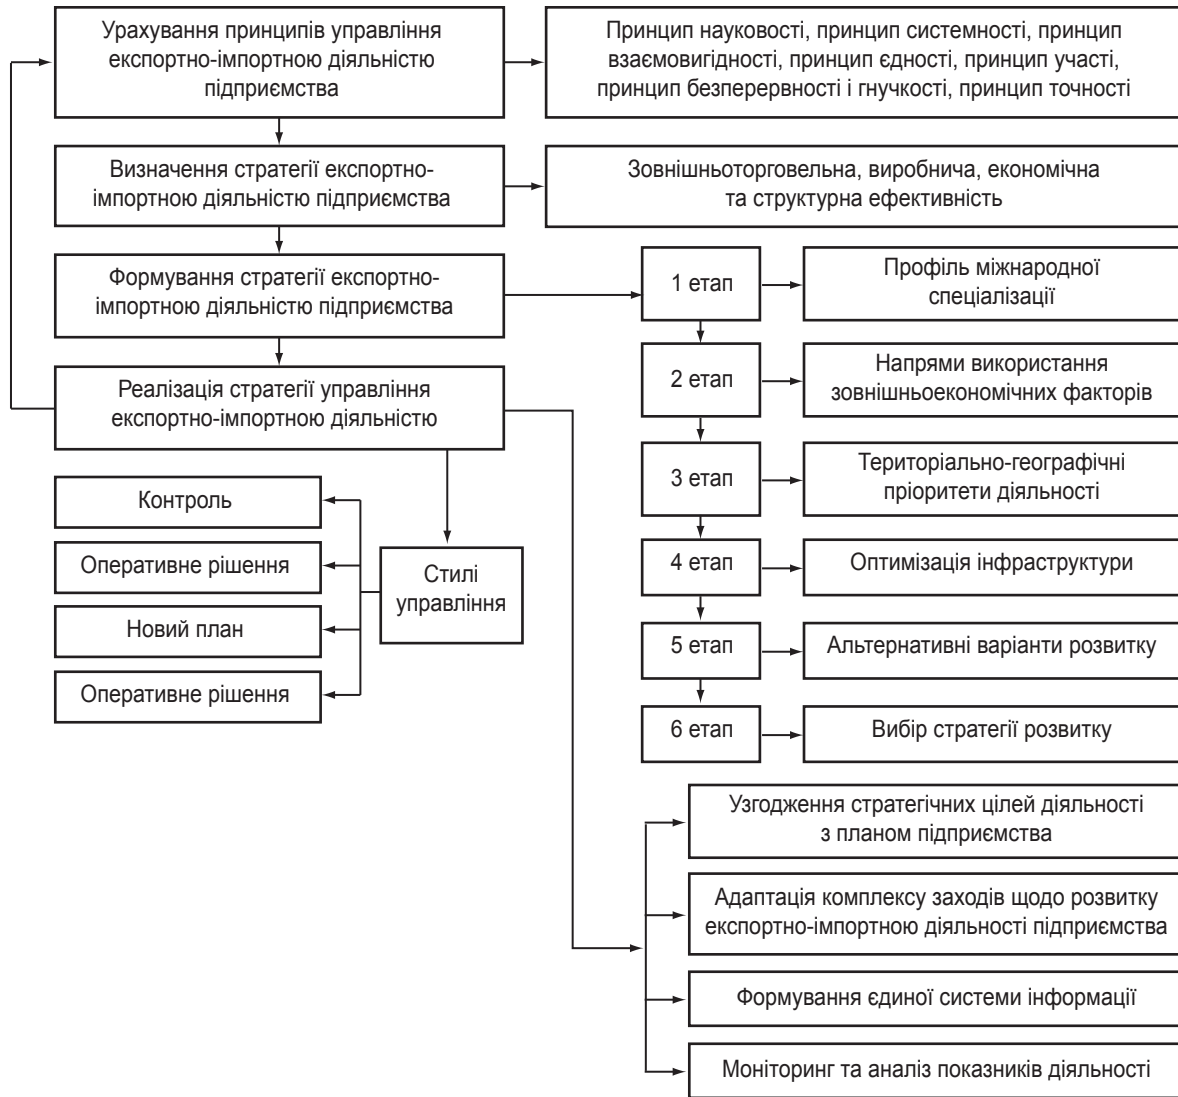 Урахування принципів управління
експортно-імпортною діяльністю
підприємства
Принцип науковості, принцип системності, принцип
взаємовигідності, принцип єдності, принцип участі,
принцип безперервності і гнучкості, принцип точності
Визначення стратегії експортно-
імпортною діяльністю підприємства
Зовнішньоторговельна, виробнича, економічна
та структурна ефективність
Формування стратегії експортно-
імпортною діяльністю підприємства
1 етап
Профіль міжнародної
спеціалізації
2 етап
Напрями використання
зовнішньоекономічних факторів
Реалізація стратегії управління
експортно-імпортною діяльністю
3 етап
Територіально-географічні
пріоритети діяльності
Контроль
Оперативне рішення
Новий план
Оперативне рішення
Стилі
управління
4 етап
Оптимізація інфраструктури
5 етап
Альтернативні варіанти розвитку
6 етап
Вибір стратегії розвитку
Узгодження стратегічних цілей діяльності
з планом підприємства
Адаптація комплексу заходів щодо розвитку
експортно-імпортною діяльності підприємства
Формування єдиної системи інформації
Моніторинг та аналіз показників діяльності